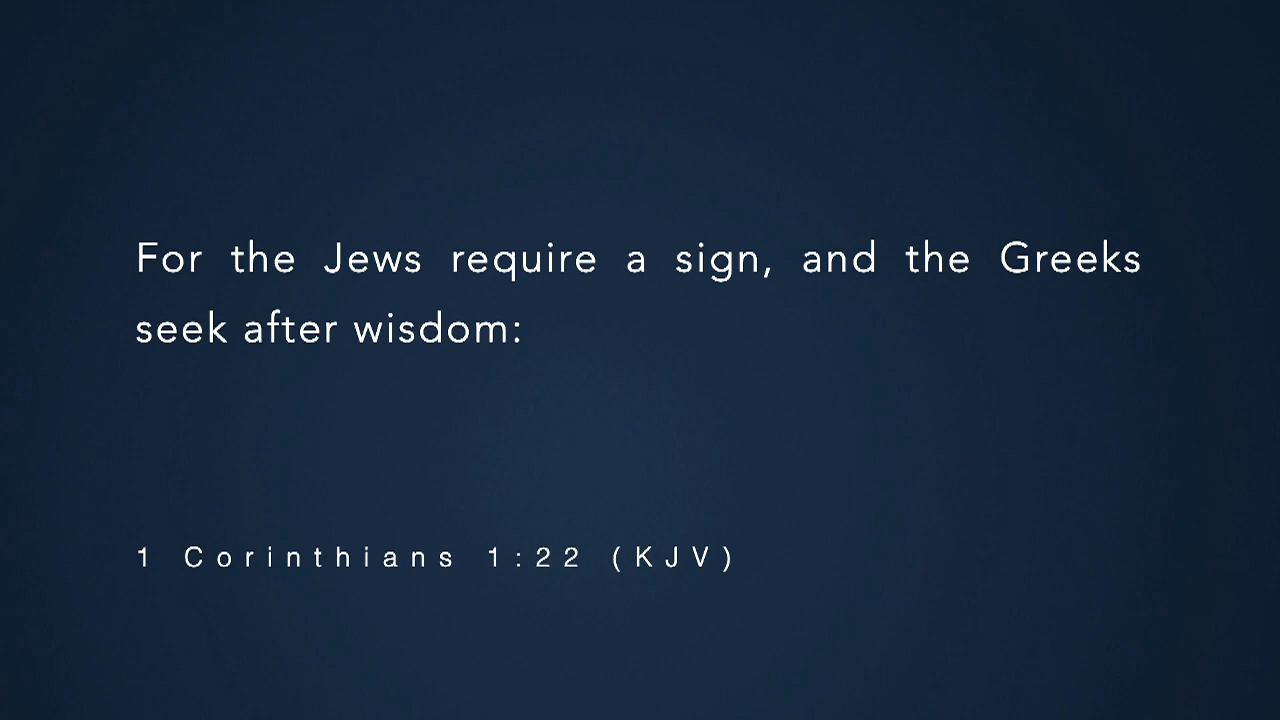 For the Jews require a sign, and the Greeks
seek after wisdom:
1 Corinthians 1:22 (KJV)